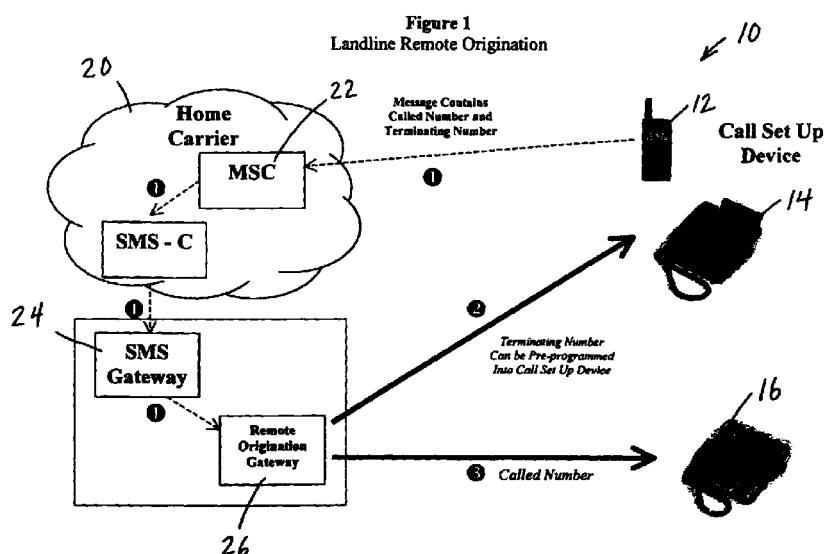 Figure 1
Landline Remote Origination
10
20
22
12
Home
Carrier
Message Contains
Called Number and
Terminating Number
Call Set Up
Device
MSC
1
1
14
SMS - C
1
2
24
SMS
Gateway
Terminating Number
Can be Pre-programmed
Into Call Set Up Device
1
16
Remote
Origination
Gateway
3
Called Number
26